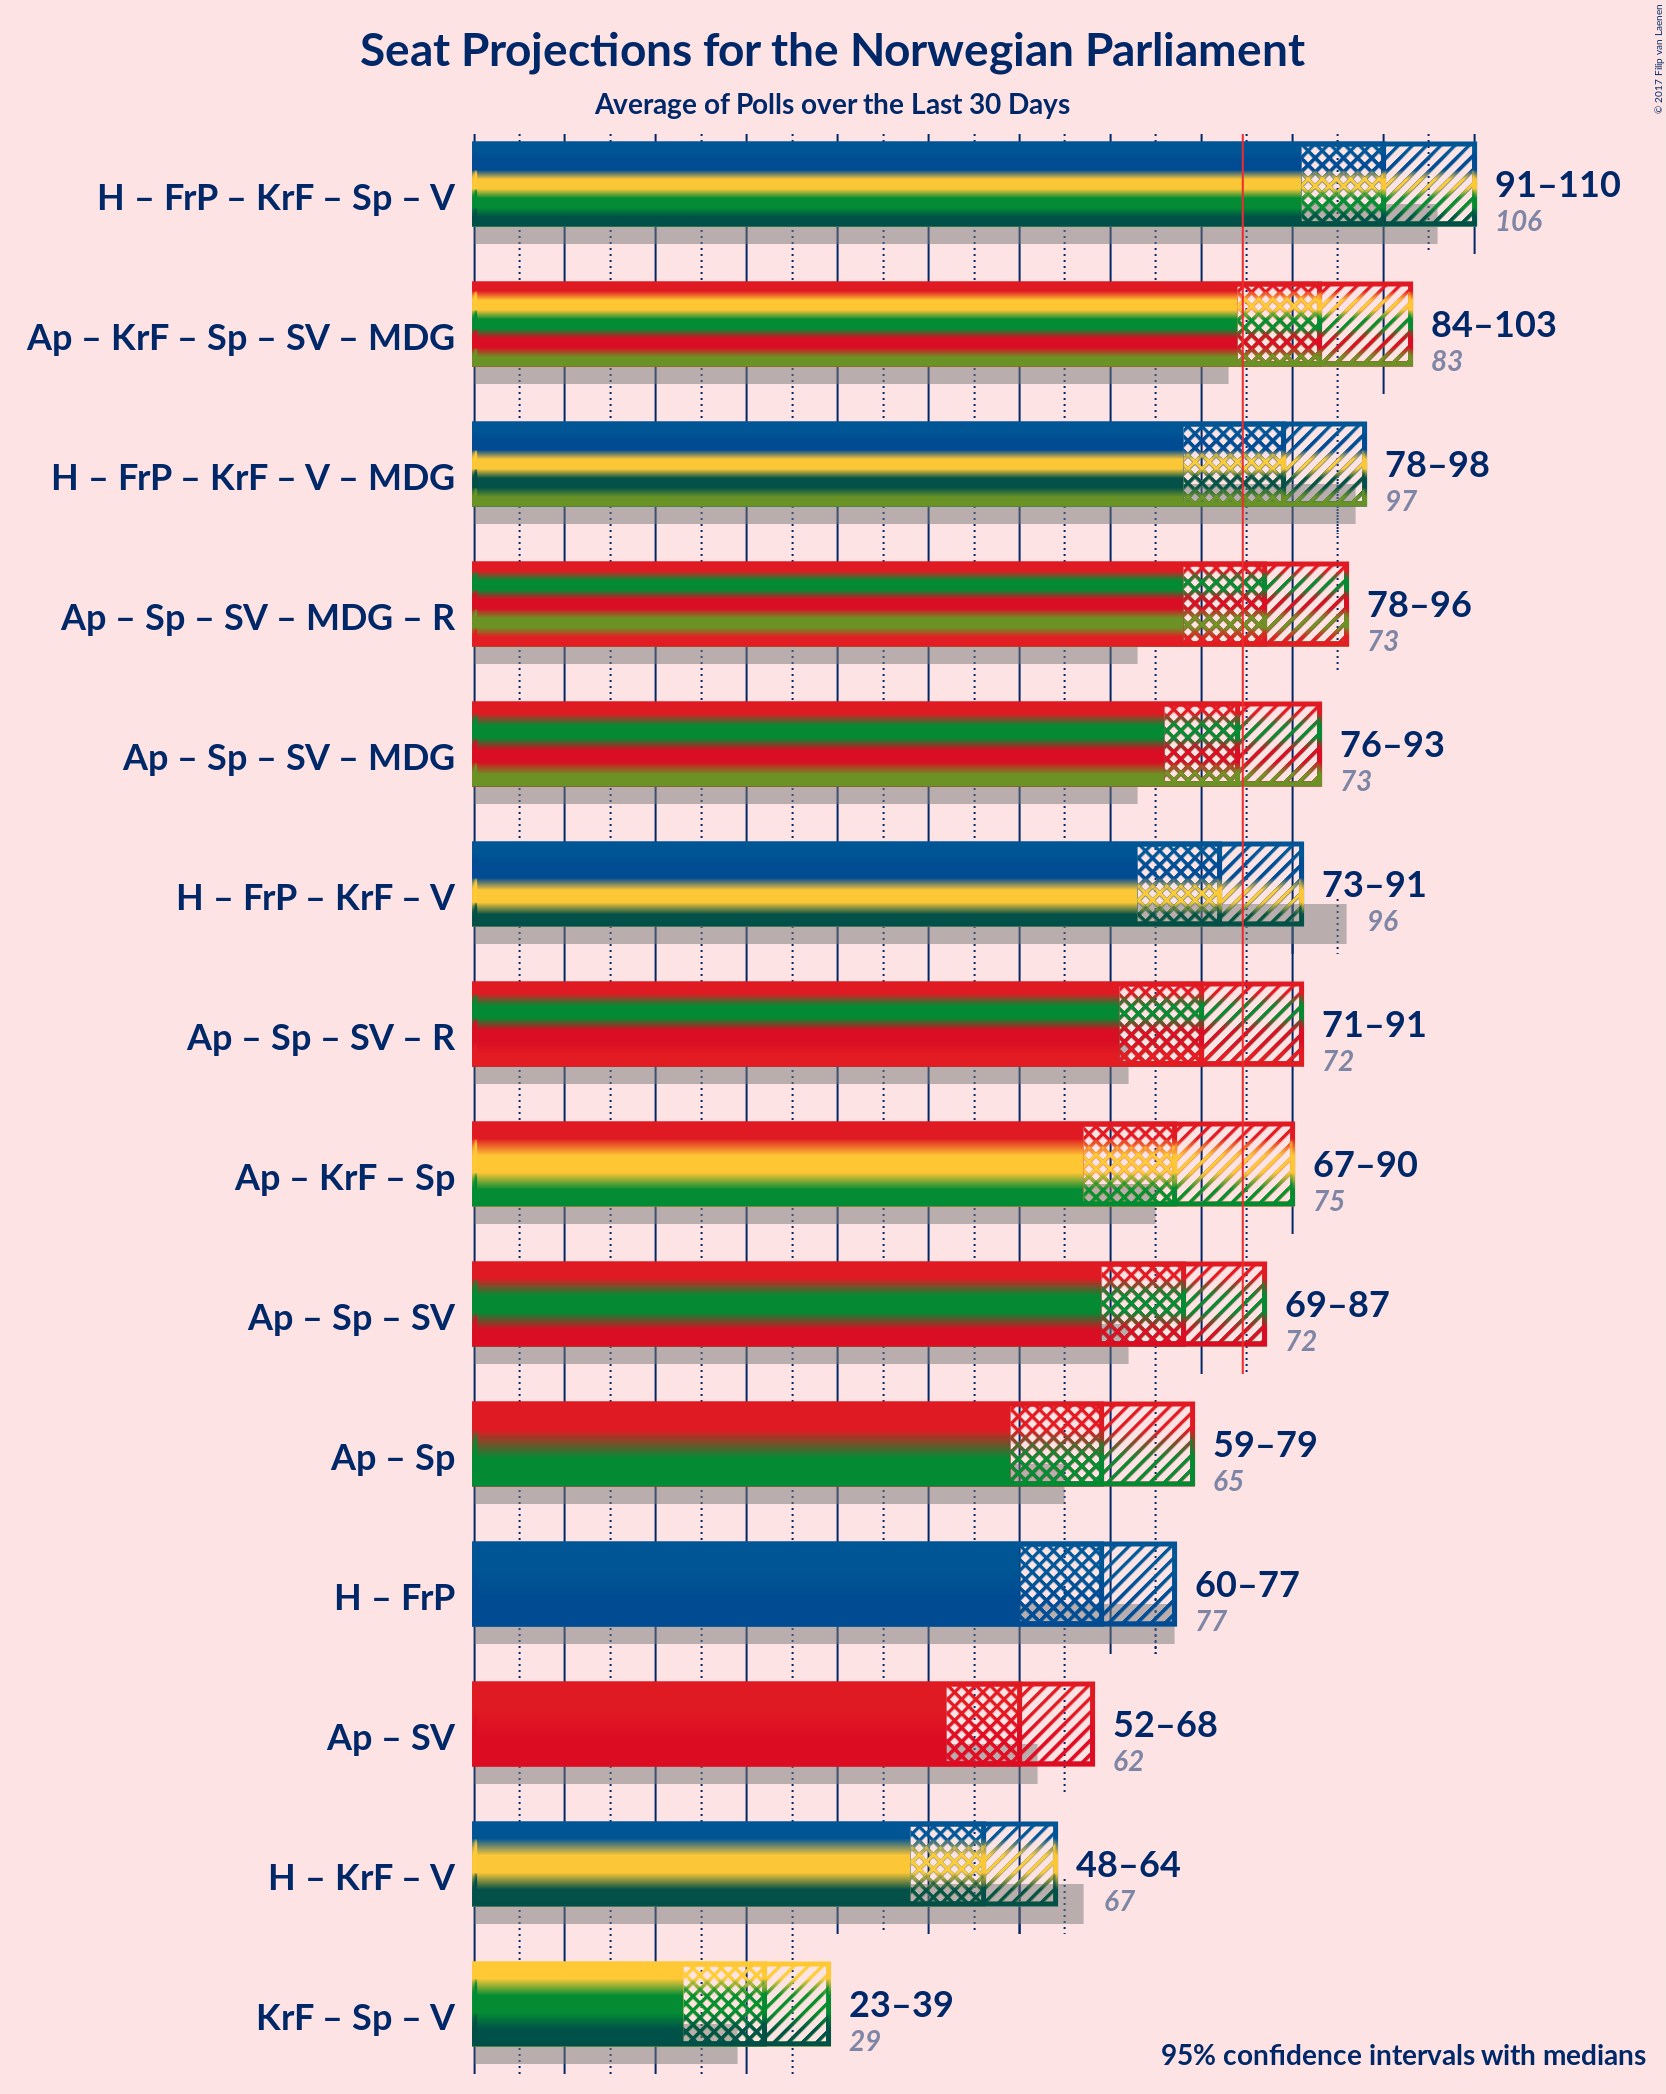 Seat Projections for the Norwegian Parliament
Average of Polls over the Last 30 Days
© 2017 Filip van Laenen
H – FrP – KrF – Sp – V
91–110
106
Ap – KrF – Sp – SV – MDG
84–103
83
H – FrP – KrF – V – MDG
78–98
97
Ap – Sp – SV – MDG – R
78–96
73
Ap – Sp – SV – MDG
76–93
73
H – FrP – KrF – V
73–91
96
Ap – Sp – SV – R
71–91
72
Ap – KrF – Sp
67–90
75
Ap – Sp – SV
69–87
72
Ap – Sp
59–79
65
H – FrP
60–77
77
Ap – SV
52–68
62
H – KrF – V
48–64
67
KrF – Sp – V
23–39
29
95% confidence intervals with medians